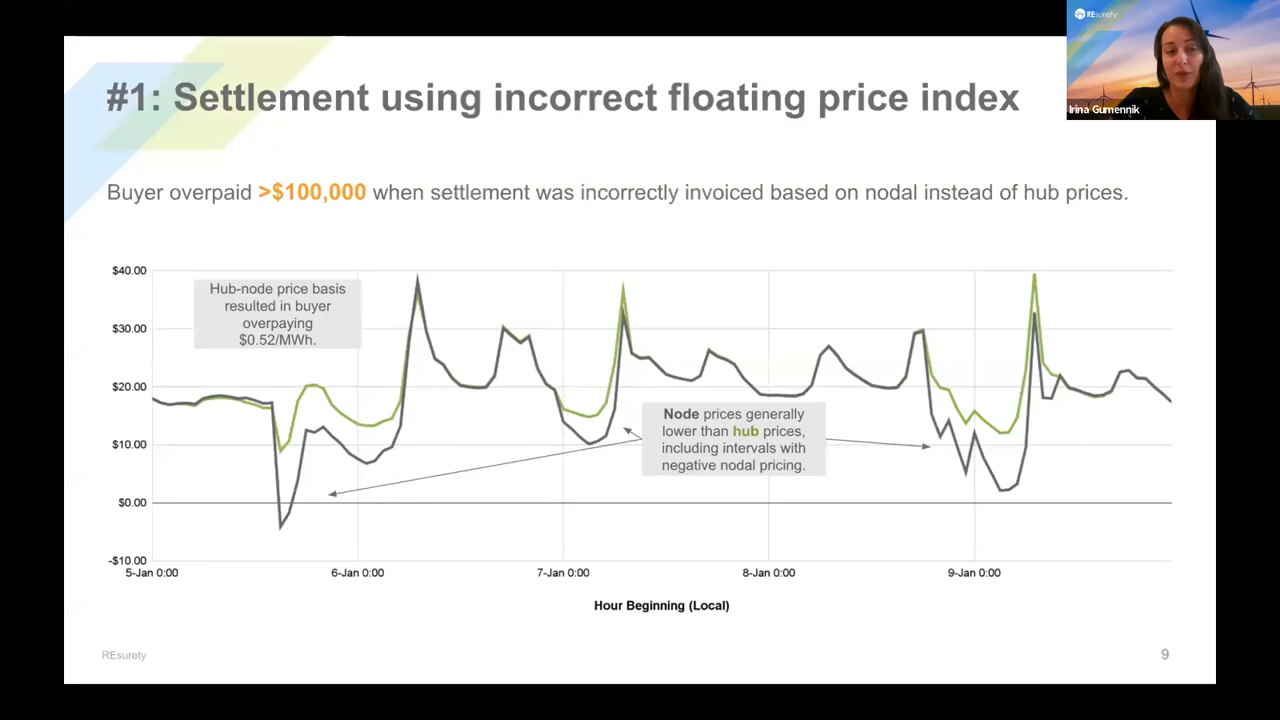 REsurety
Irina Gumennik
#1: Settlement using incorrect floating price index
Buyer overpaid >$100,000 when settlement was incorrectly invoiced based on nodal instead of hub prices.
$40.00
$30.00
$20.00
$10.00
$0.00
-$10.00
Hub-node price basis
resulted in buyer
overpaying
$0.52/MWh.
Node prices generally
lower than hub prices,
including intervals with
negative nodal pricing.
5-Jan 0:00
6-Jan 0:00
7-Jan 0:00
8-Jan 0:00
9-Jan 0:00
Hour Beginning (Local)
REsurety
9